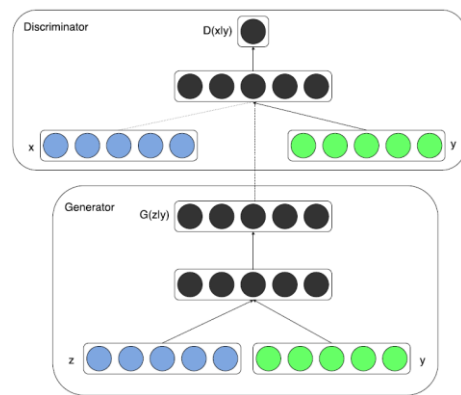 Discriminator
D(x|y)
x
y
Generator
G(z|y)
z
y